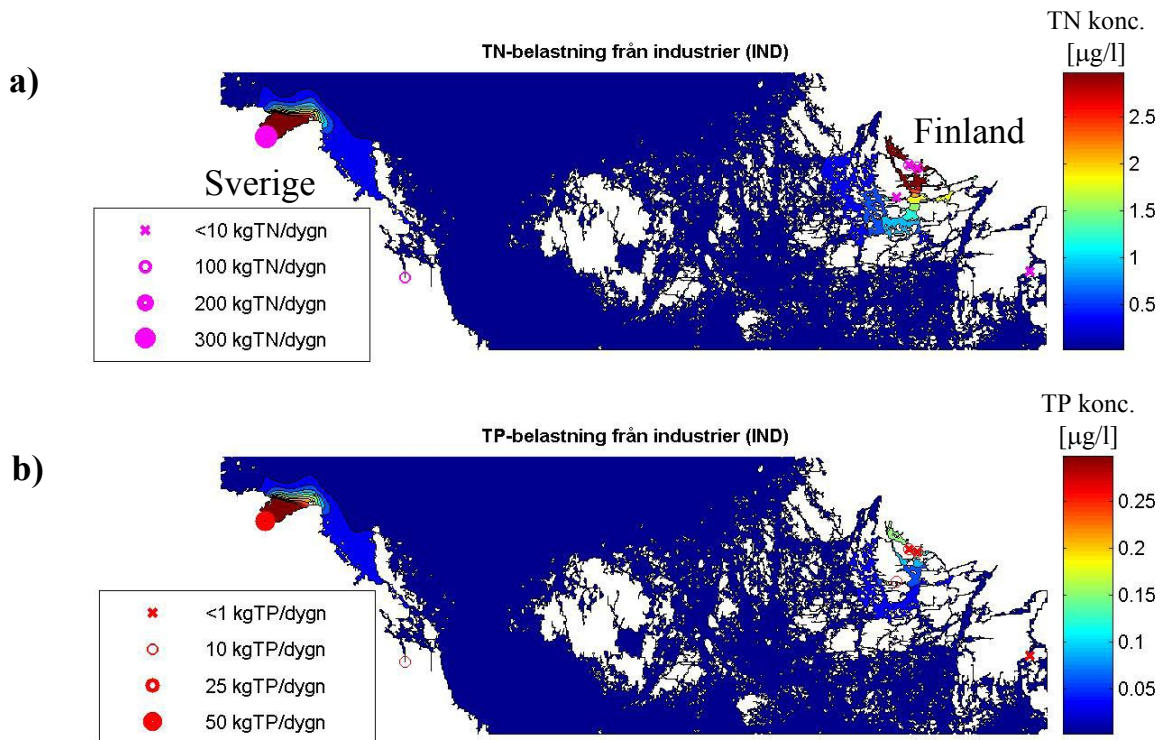 TN konc.
[µg/l]
a)
TN-belastning från industrier (IND)
Finland
Sverige
2.5
2
1.5
1
0.5
<10 kgTN/dygn
100 kgTN/dygn
200 kgTN/dygn
300 kgTN/dygn
TP konc.
[µg/l]
b)
TP-belastning från industrier (IND)
0.25
0.2
0.15
0.1
0.05
<1 kgTP/dygn
10 kgTP/dygn
25 kgTP/dygn
50 kgTP/dygn